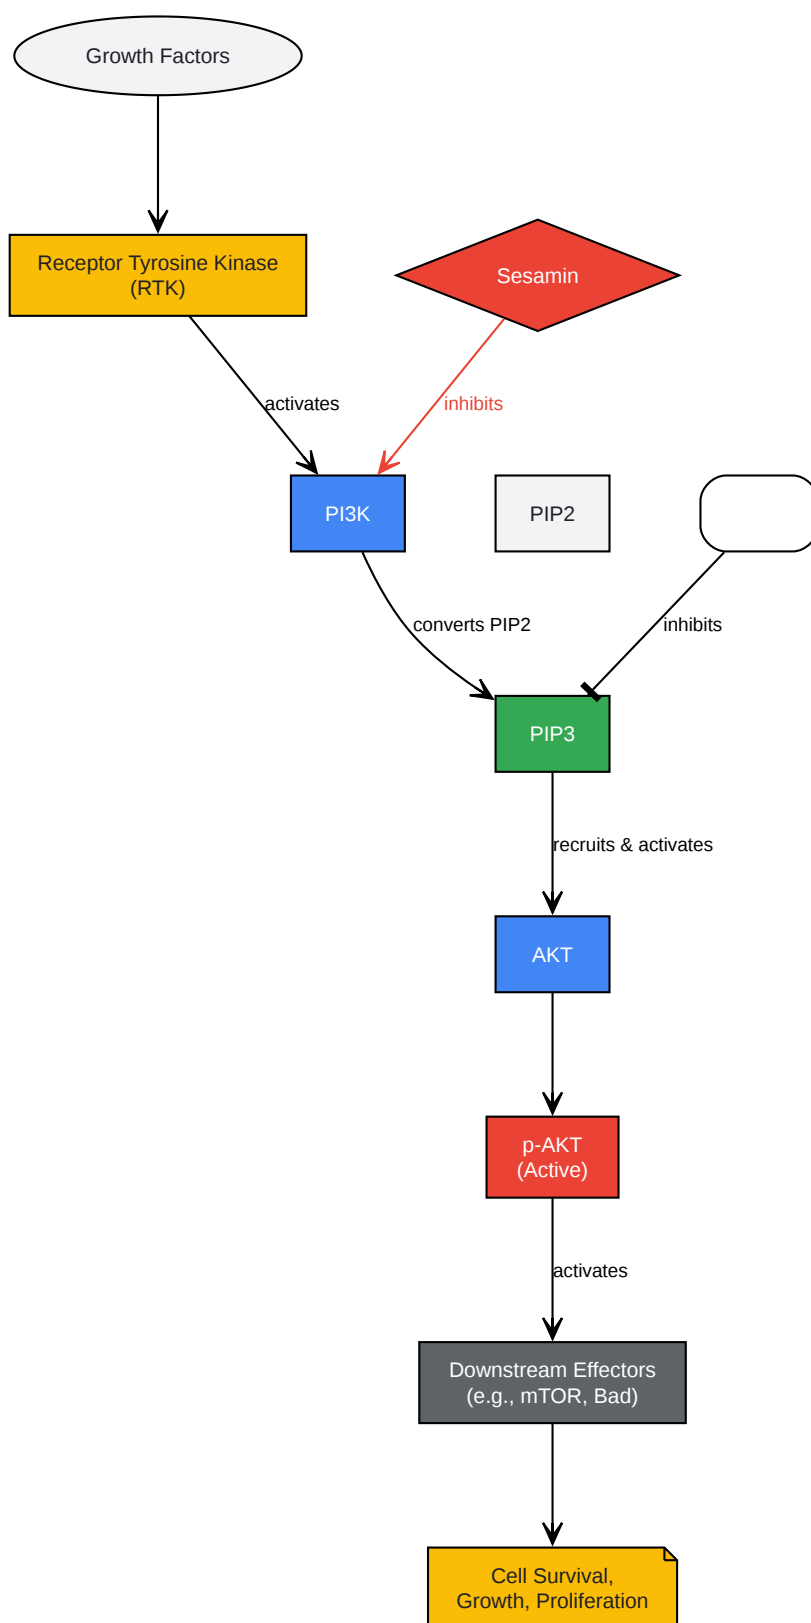 Growth Factors
Receptor Tyrosine Kinase
(RTK)
Sesamin
activates
inhibits
PI3K
PIP2
converts PIP2
inhibits
PIP3
recruits & activates
AKT
p-AKT
(Active)
activates
Downstream Effectors
(e.g., mTOR, Bad)
Cell Survival,
Growth, Proliferation